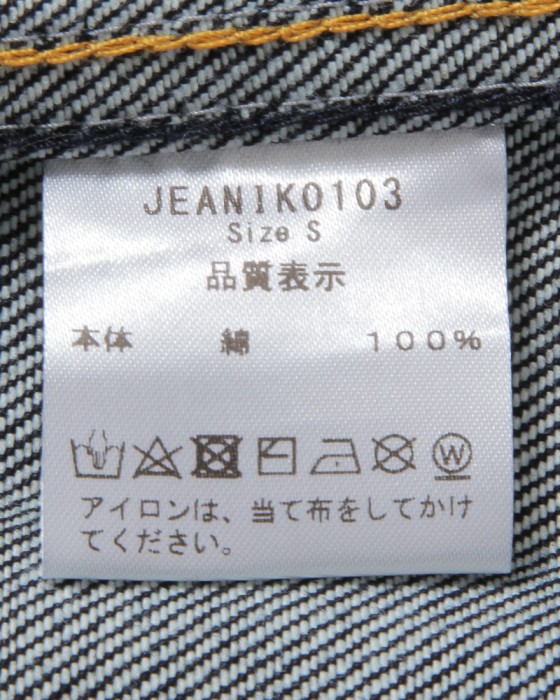 JEANIKO103
Size S
品質表示
本体 綿 100%
W
アイロンは、当て布をしてかけ
てください。